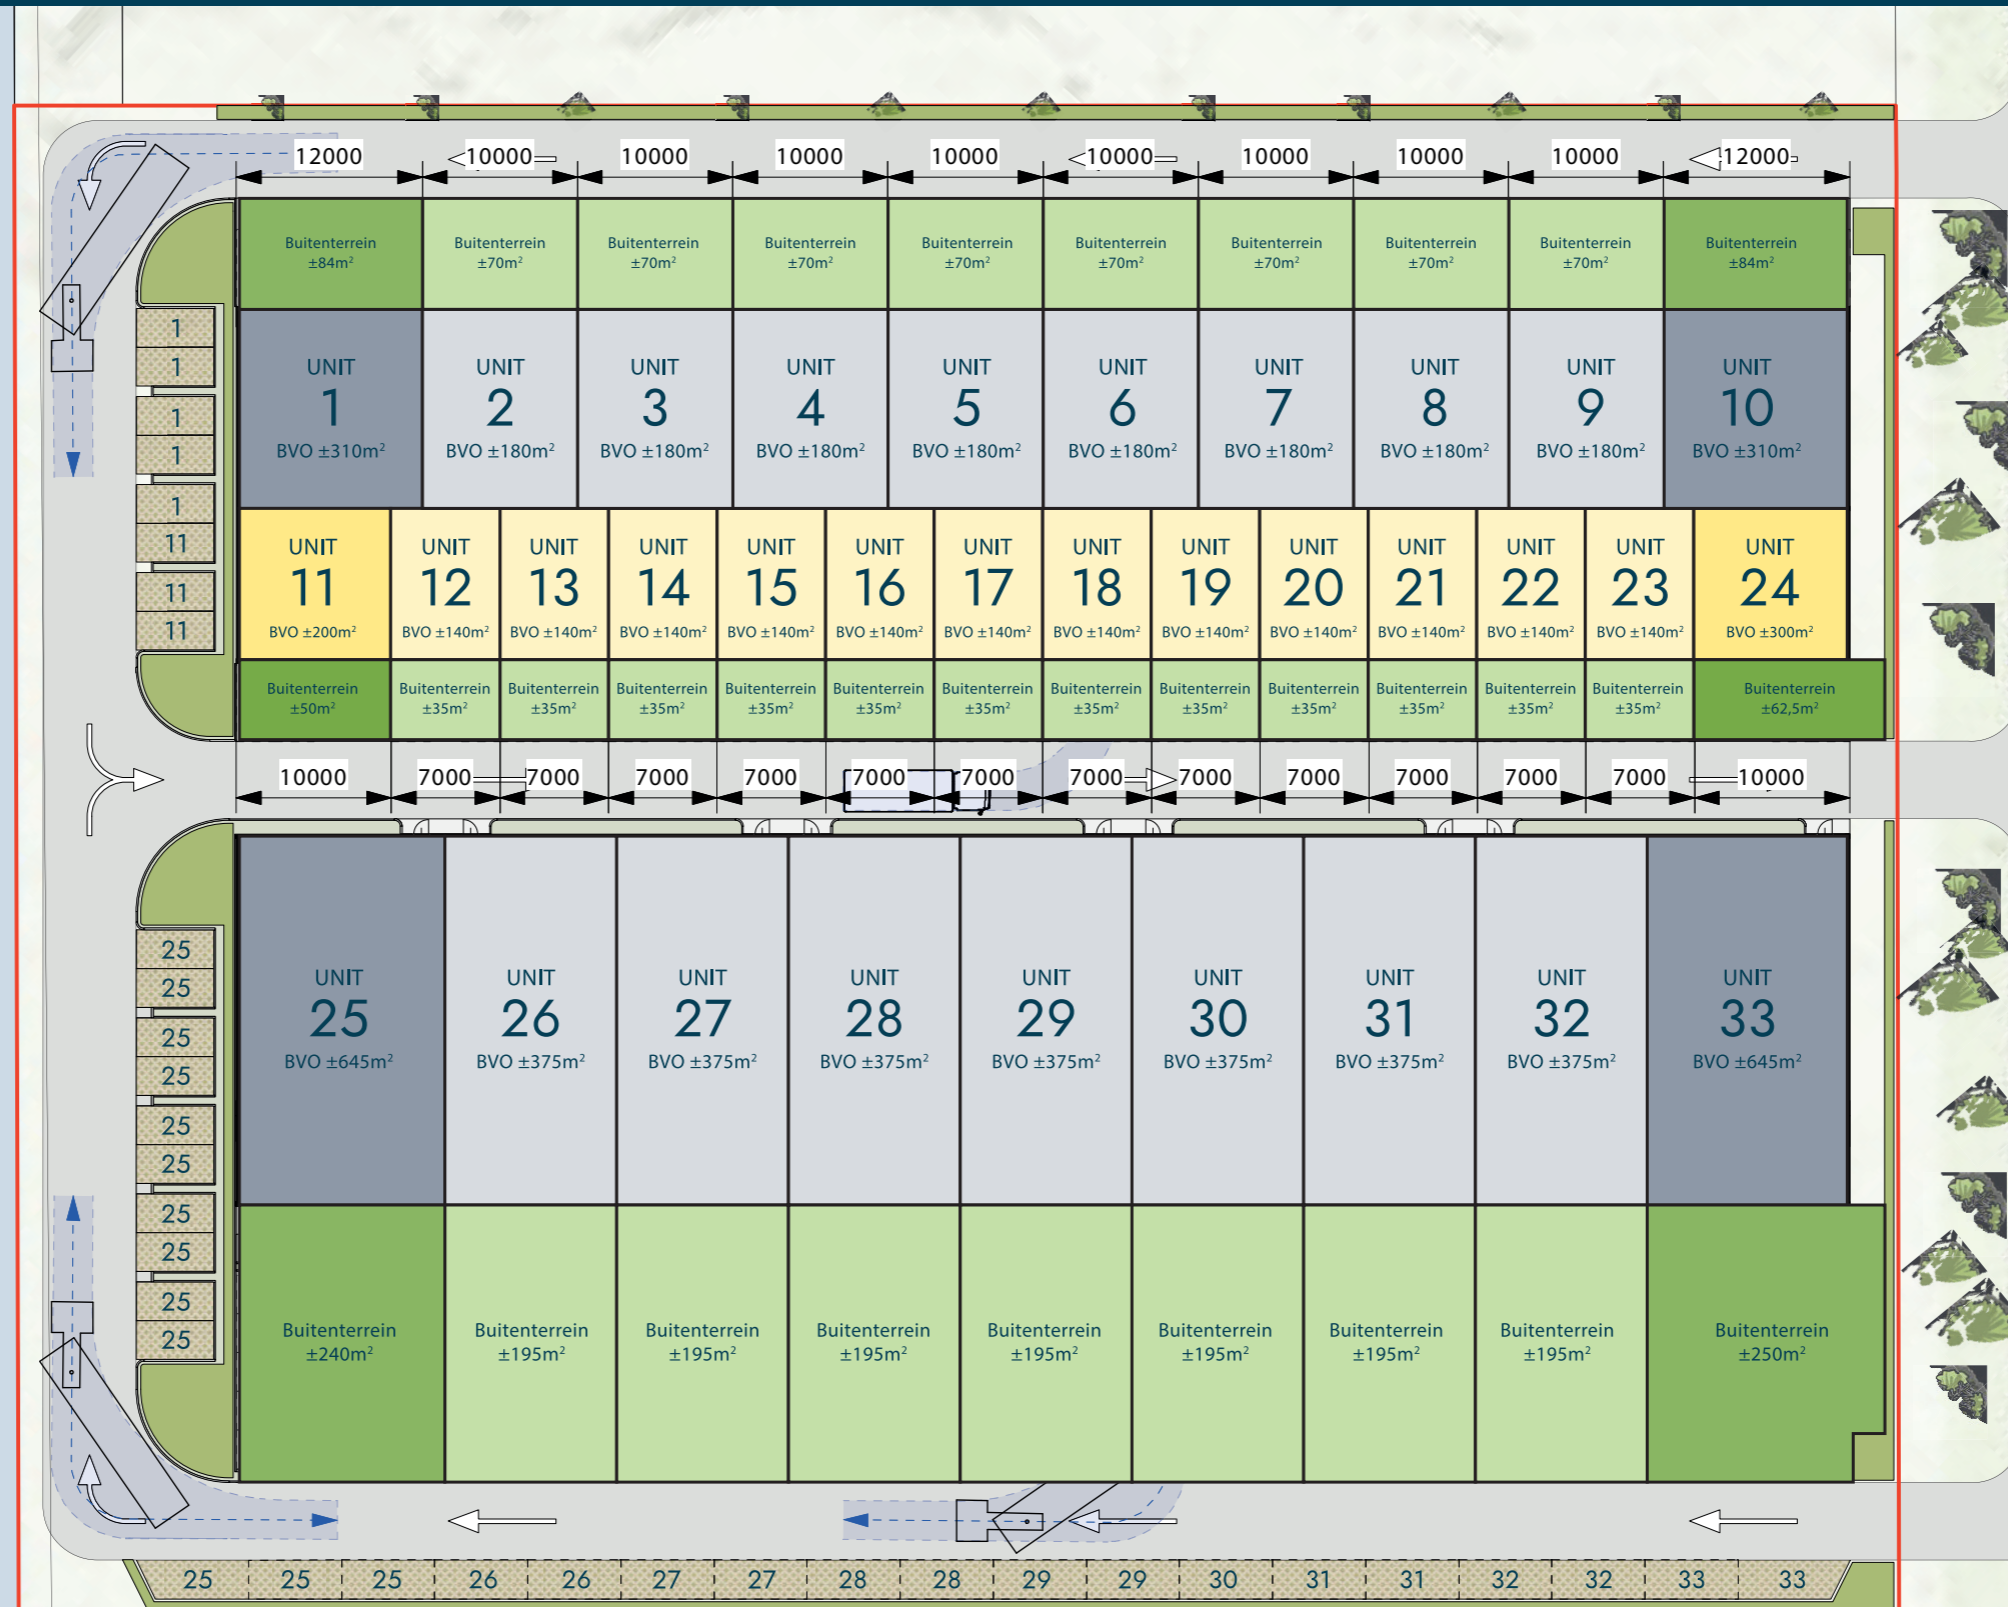 12000 10000 10000 10000 10000 10000 10000 10000 10000 12000
Buitenterrein Buitenterrein Buitenterrein Buitenterrein Buitenterrein Buitenterrein Buitenterrein Buitenterrein Buitenterrein Buitenterrein
±84m² ±70m² ±70m² ±70m² ±70m² ±70m² ±70m² ±70m² ±70m² ±84m²
1
1
1
1
1
11
11
11
UNIT UNIT UNIT UNIT UNIT UNIT UNIT UNIT UNIT UNIT
1 2 3 4 5 6 7 8 9 10
BVO ±310m² BVO ±180m² BVO ±180m² BVO ±180m² BVO ±180m² BVO ±180m² BVO ±180m² BVO ±180m² BVO ±180m² BVO ±310m²
UNIT UNIT UNIT UNIT UNIT UNIT UNIT UNIT UNIT UNIT UNIT UNIT UNIT UNIT
11 12 13 14 15 16 17 18 19 20 21 22 23 24
BVO ±200m² BVO ±140m² BVO ±140m² BVO ±140m² BVO ±140m² BVO ±140m² BVO ±140m² BVO ±140m² BVO ±140m² BVO ±140m² BVO ±140m² BVO ±140m² BVO ±140m² BVO ±300m²
Buitenterrein Buitenterrein Buitenterrein Buitenterrein Buitenterrein Buitenterrein Buitenterrein Buitenterrein Buitenterrein Buitenterrein Buitenterrein Buitenterrein Buitenterrein Buitenterrein
±50m² ±35m² ±35m² ±35m² ±35m² ±35m² ±35m² ±35m² ±35m² ±35m² ±35m² ±35m² ±35m² ±62,5m²
10000 7000 7000 7000 7000 7000 7000 7000 7000 7000 7000 7000 7000 10000
25
25
25
25
25
25
25
25
25
25
UNIT UNIT UNIT UNIT UNIT UNIT UNIT UNIT UNIT
25 26 27 28 29 30 31 32 33
BVO ±645m² BVO ±375m² BVO ±375m² BVO ±375m² BVO ±375m² BVO ±375m² BVO ±375m² BVO ±375m² BVO ±645m²
Buitenterrein Buitenterrein Buitenterrein Buitenterrein Buitenterrein Buitenterrein Buitenterrein Buitenterrein Buitenterrein
±240m² ±195m² ±195m² ±195m² ±195m² ±195m² ±195m² ±195m² ±250m²
25 25 25 26 26 27 27 28 28 29 29 30 31 31 32 32 33 33